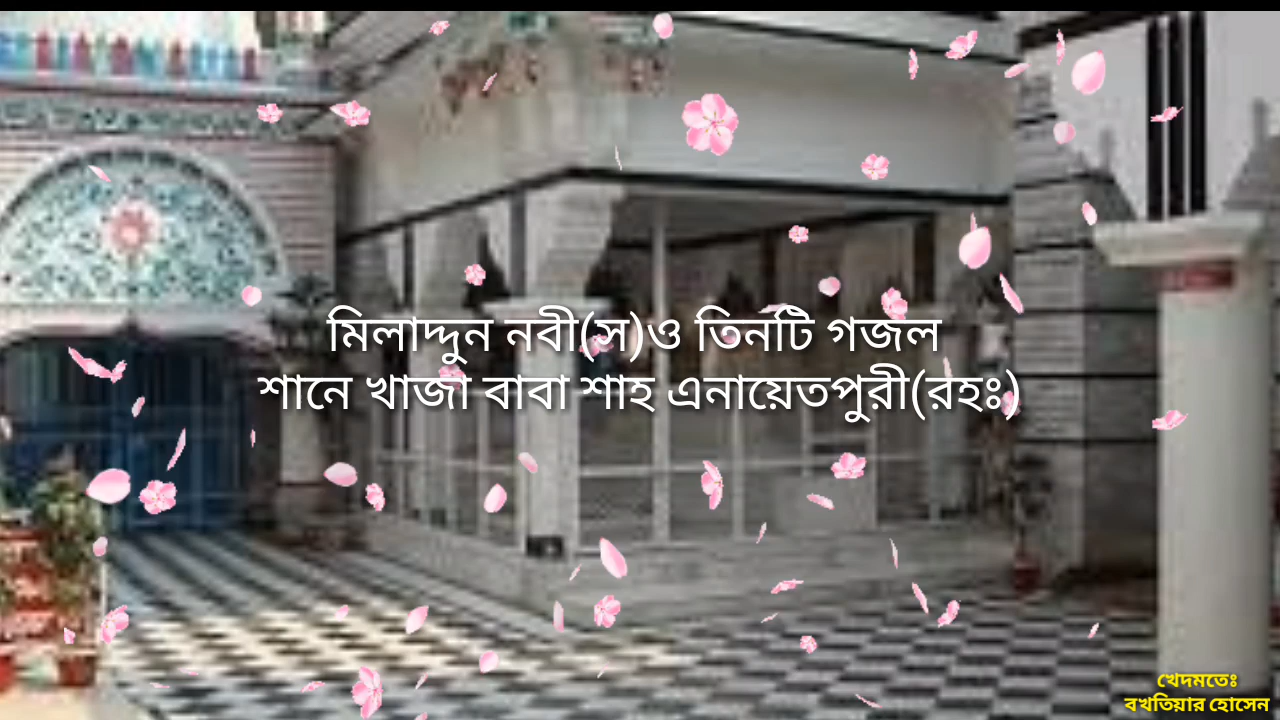 মিলাদ্দুন নবী(স)ও তিনটি গজল
শানে খাজা বাবা শাহ এনায়েতপুরী(রহঃ)
খেদমতেঃ
বখতিয়ার হোসেন